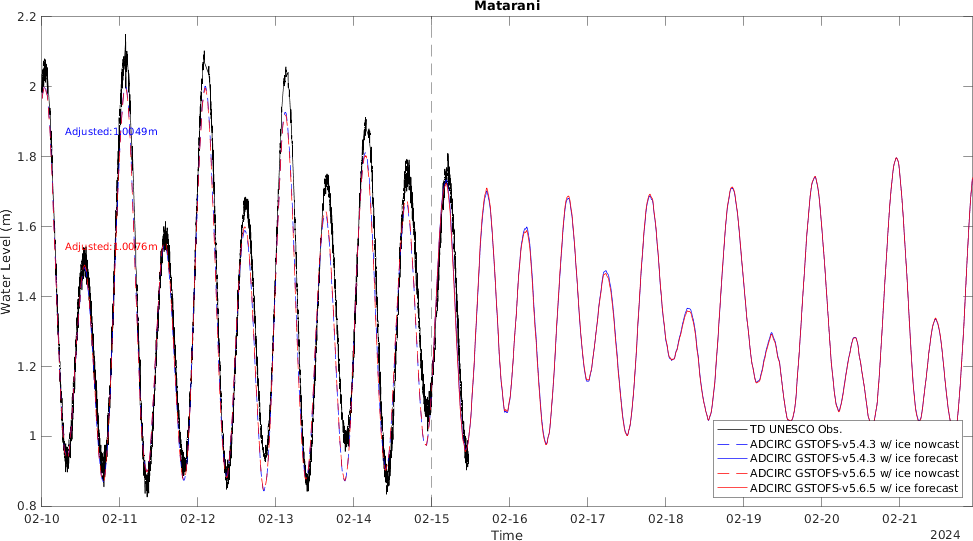 Matarani
2.2
2
1.8
1.6
1.4
1.2
1
0.8
Water Level (m)
Adjusted:1.0049m
Adjusted:1.0076m
TD UNESCO Obs.
ADCIRC GSTOFS-v5.4.3 w/ ice nowcast
ADCIRC GSTOFS-v5.4.3 w/ ice forecast
ADCIRC GSTOFS-v5.6.5 w/ ice nowcast
ADCIRC GSTOFS-v5.6.5 w/ ice forecast
02-10 02-11 02-12 02-13 02-14 02-15 02-16 02-17 02-18 02-19 02-20 02-21
Time
2024